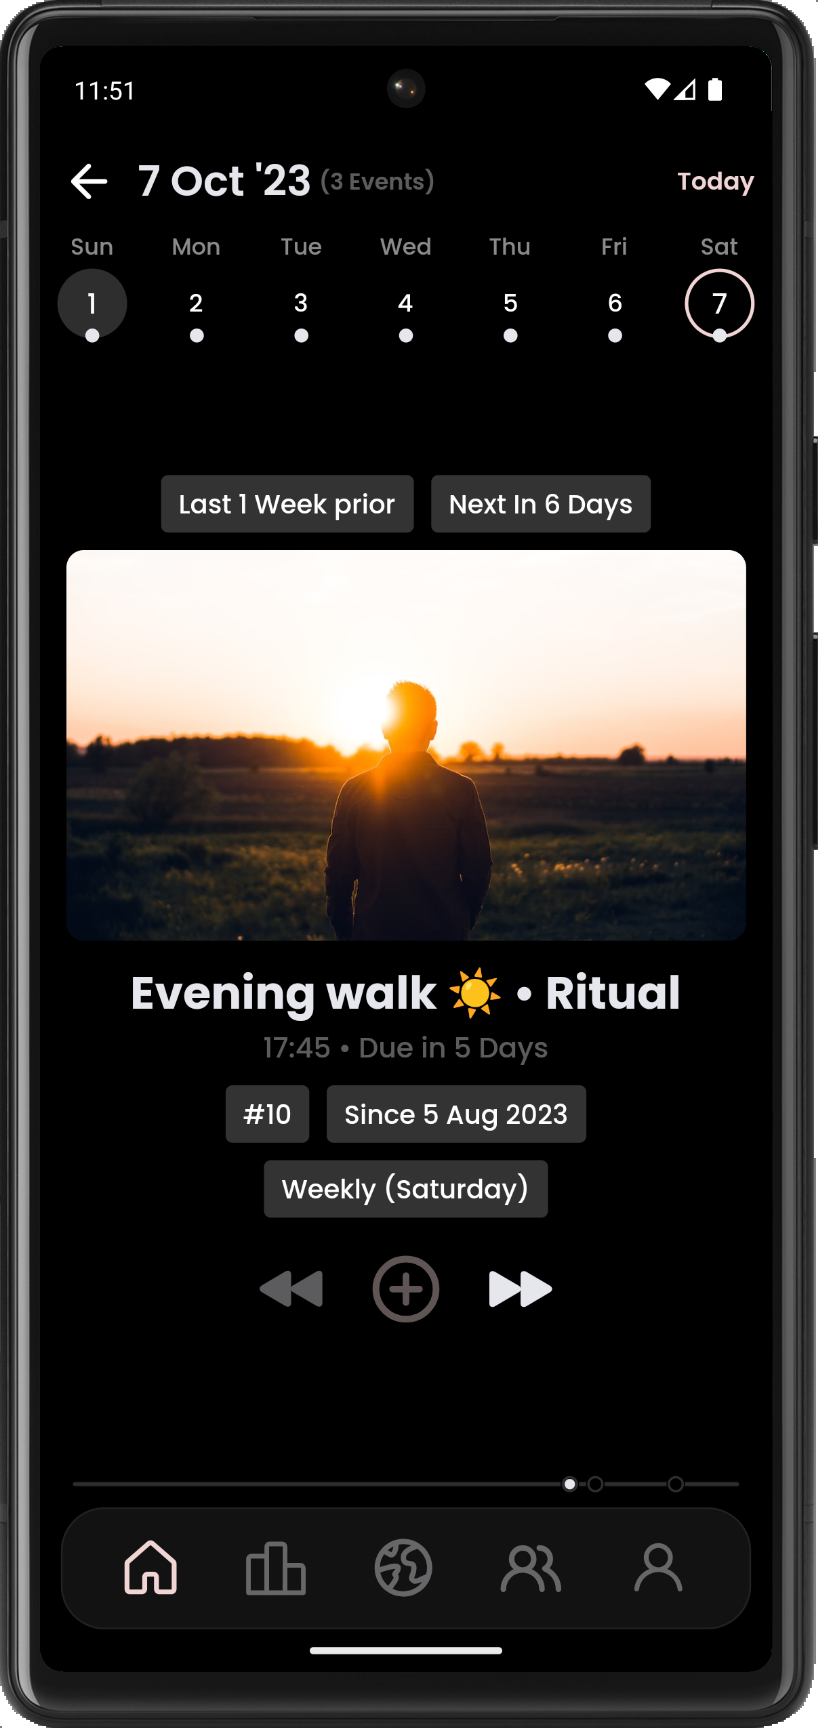 11:51
7 Oct '23 (3 Events) Today
Sun Mon Tue Wed Thu Fri Sat
1 2 3 4 5 6 7
Last 1 Week prior Next In 6 Days
Evening walk ☀️ • Ritual
17:45 • Due in 5 Days
#10 Since 5 Aug 2023
Weekly (Saturday)